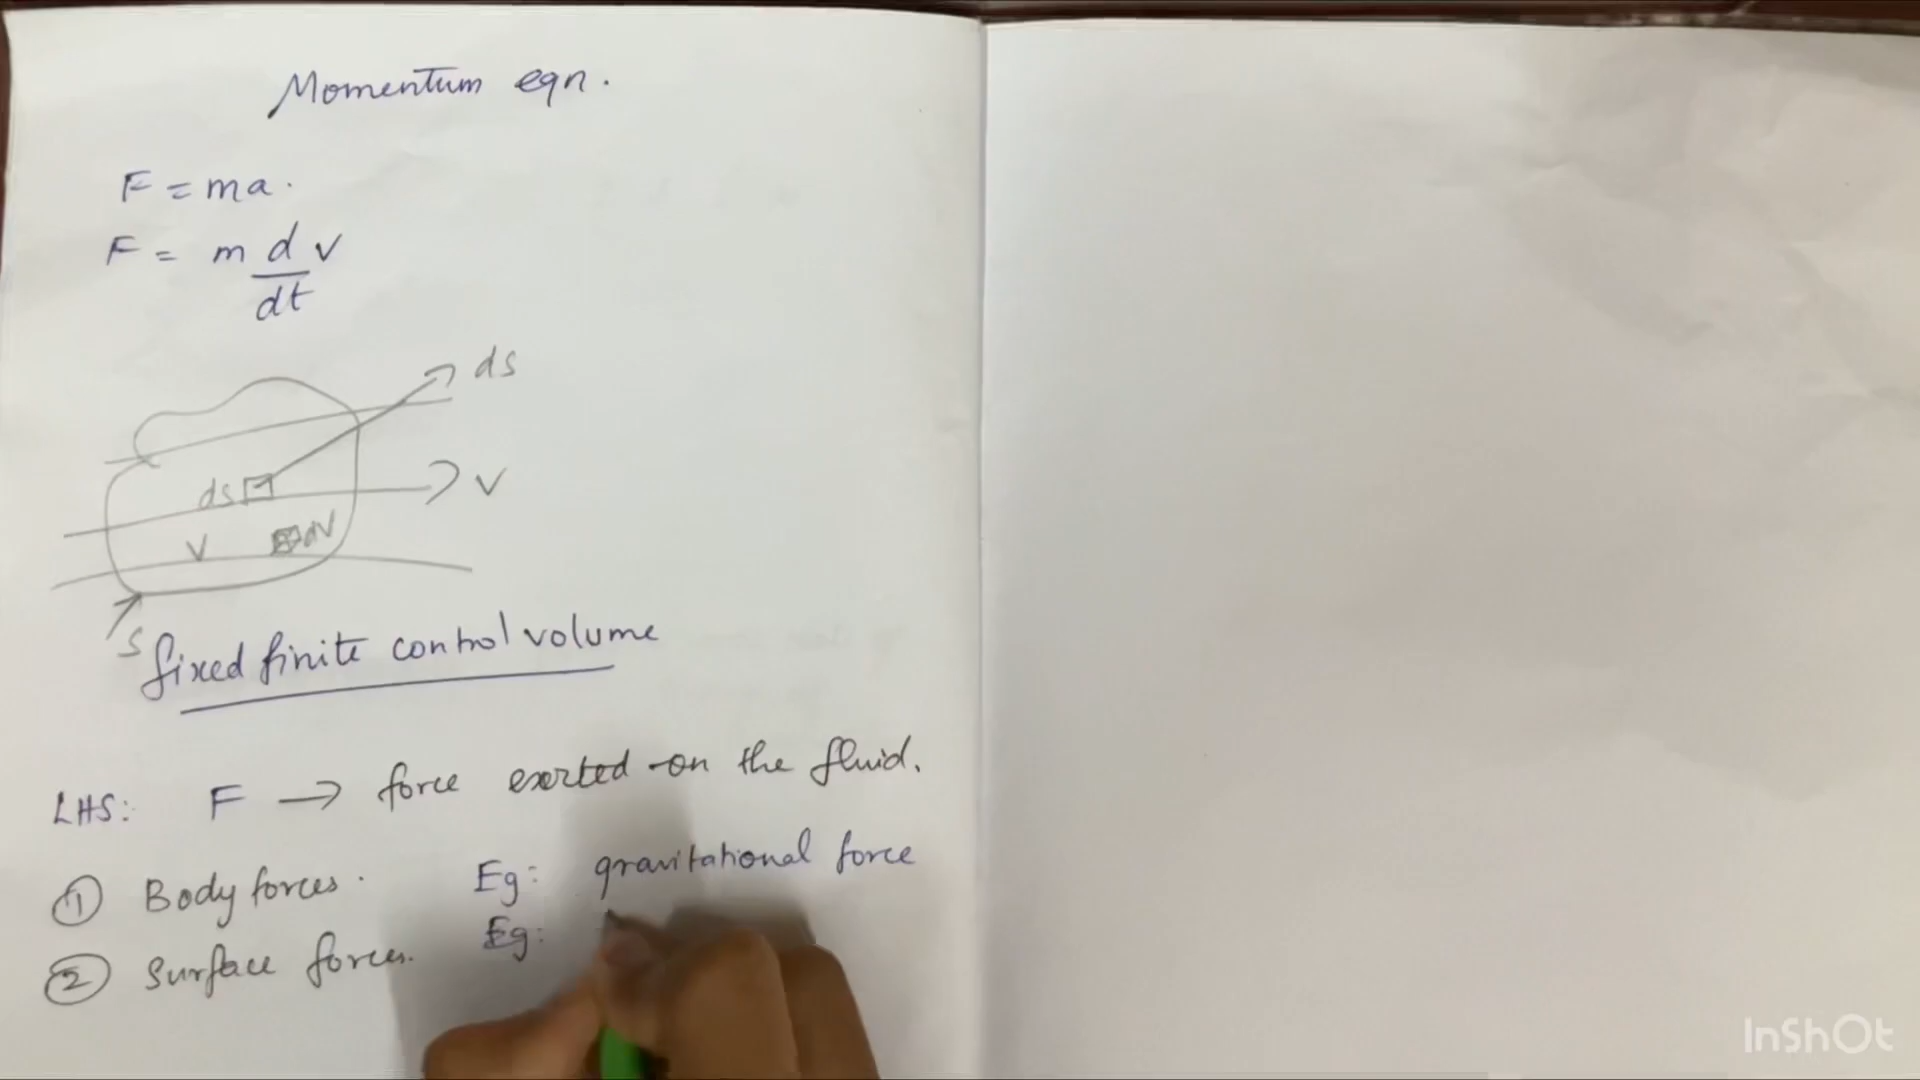 Momentum eqn.
F = ma.
F = m d v
dt
ds
ds
V
V
dV
S
fixed finite control volume
LHS: F → force exerted on the fluid.
① Body forces. Eg: gravitational force
② Surface forces. Eg:
InShOt